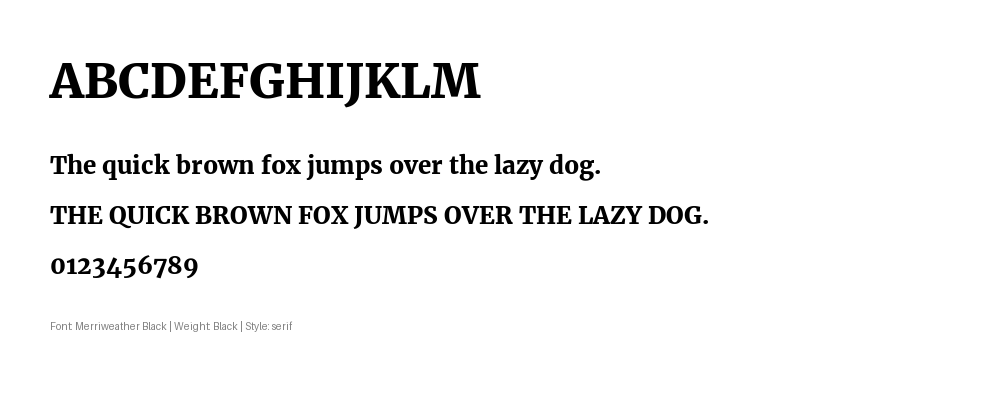 ABCDEFGHIJKLM
The quick brown fox jumps over the lazy dog.
THE QUICK BROWN FOX JUMPS OVER THE LAZY DOG.
0123456789
Font: Merriweather Black | Weight: Black | Style: serif